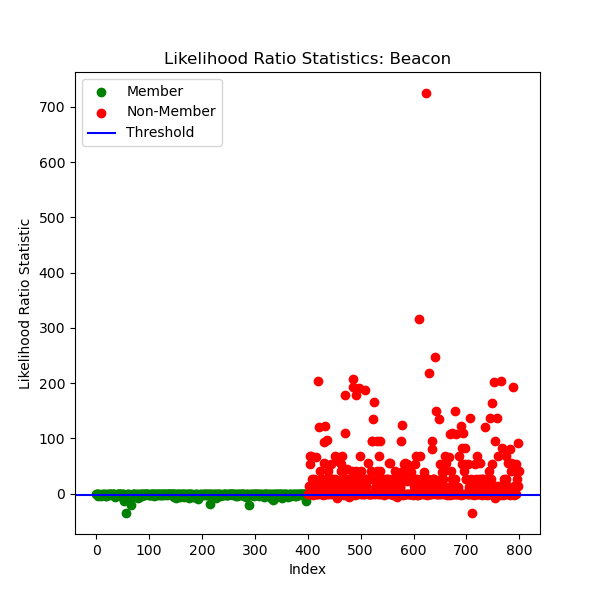 Likelihood Ratio Statistics: Beacon
Member
Non-Member
Threshold
Likelihood Ratio Statistic
700
600
500
400
300
200
100
0
0 100 200 300 400 500 600 700 800
Index